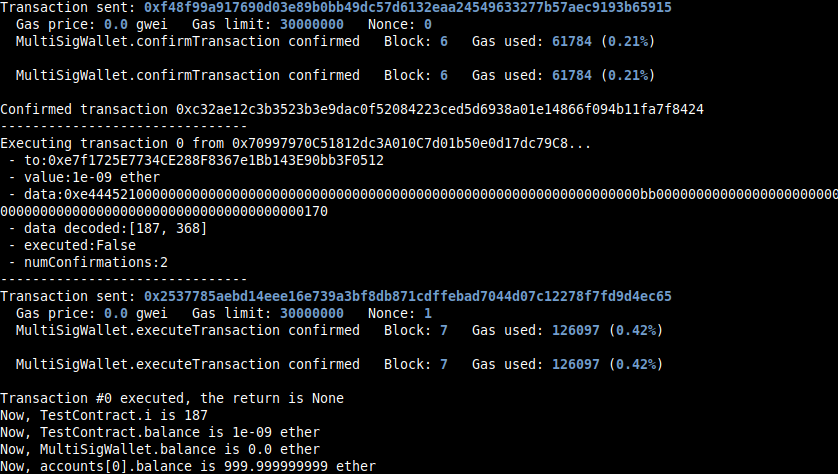 Transaction sent: 0xf48f99a917690d03e89b0bb49dc57d6132eaa24549633277b57aec9193b65915
Gas price: 0.0 gwei   Gas limit: 30000000   Nonce: 0
MultiSigWallet.confirmTransaction confirmed   Block: 6   Gas used: 61784 (0.21%)
MultiSigWallet.confirmTransaction confirmed   Block: 6   Gas used: 61784 (0.21%)
Confirmed transaction 0xc32ae12c3b3523b3e9dac0f52084223ced5d6938a01e14866f094b11fa7f8424
-------------------------------
Executing transaction 0 from 0x70997970C51812dc3A010C7d01b50e0d17dc79C8...
- to:0xe7f1725E7734CE288F8367e1Bb143E90bb3F0512
- value:1e-09 ether
- data:0xe444521000000000000000000000000000000000000000000000000000000000000000bb00000000000000000000000
00000000000000000000000000000000000000170
- data decoded:[187, 368]
- executed:False
- numConfirmations:2
-------------------------------
Transaction sent: 0x2537785aebd14eee16e739a3bf8db871cdffebad7044d07c12278f7fd9d4ec65
Gas price: 0.0 gwei   Gas limit: 30000000   Nonce: 1
MultiSigWallet.executeTransaction confirmed   Block: 7   Gas used: 126097 (0.42%)
MultiSigWallet.executeTransaction confirmed   Block: 7   Gas used: 126097 (0.42%)
Transaction #0 executed, the return is None
Now, TestContract.i is 187
Now, TestContract.balance is 1e-09 ether
Now, MultiSigWallet.balance is 0.0 ether
Now, accounts[0].balance is 999.999999999 ether